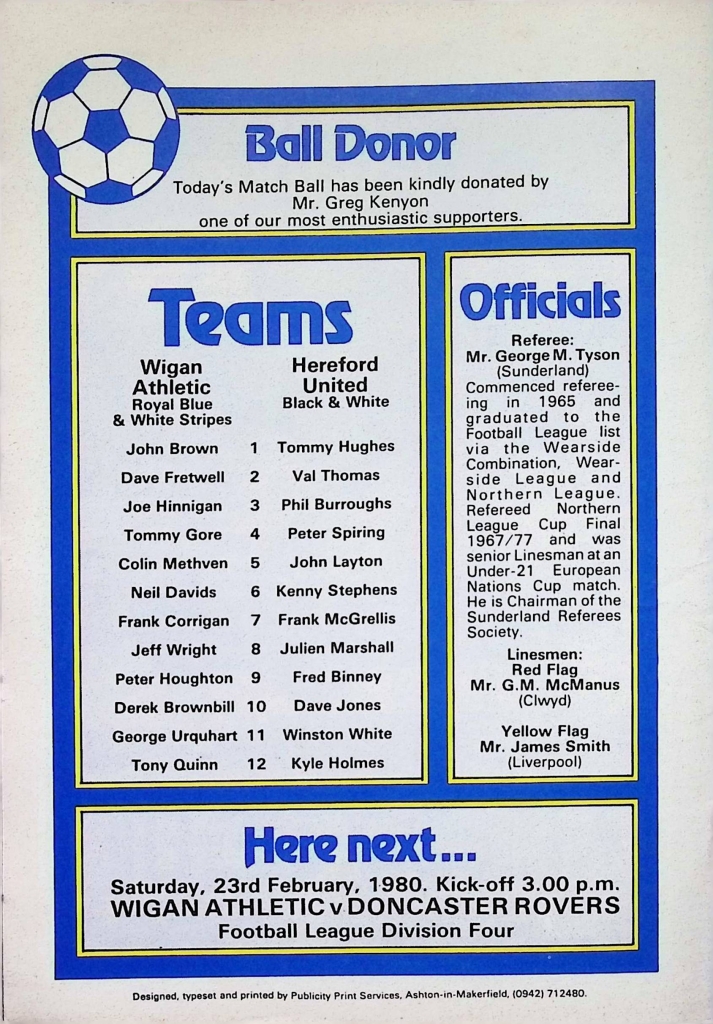 Ball Donor
Today's Match Ball has been kindly donated by
Mr. Greg Kenyon
one of our most enthusiastic supporters.
Teams
Wigan
Athletic
Royal Blue
& White Stripes
Hereford
United
Black & White
John Brown 1 Tommy Hughes
Dave Fretwell 2 Val Thomas
Joe Hinnigan 3 Phil Burroughs
Tommy Gore 4 Peter Spiring
Colin Methven 5 John Layton
Neil Davids 6 Kenny Stephens
Frank Corrigan 7 Frank McGrellis
Jeff Wright 8 Julien Marshall
Peter Houghton 9 Fred Binney
Derek Brownbill 10 Dave Jones
George Urquhart 11 Winston White
Tony Quinn 12 Kyle Holmes
Officials
Referee:
Mr. George M. Tyson
(Sunderland)
Commenced refereee-
ing in 1965 and
graduated to the
Football League list
via the Wearside
Combination, Wear-
side League and
Northern League.
Refereed Northern
League Cup Final
1967/77 and was
senior Linesman at an
Under-21 European
Nations Cup match.
He is Chairman of the
Sunderland Referees
Society.
Linesmen:
Red Flag
Mr. G.M. McManus
(Clwyd)
Yellow Flag
Mr. James Smith
(Liverpool)
Here next...
Saturday, 23rd February, 1980. Kick-off 3.00 p.m.
WIGAN ATHLETIC v DONCASTER ROVERS
Football League Division Four
Designed, typeset and printed by Publicity Print Services, Ashton-in-Makerfield, (0942) 712480.